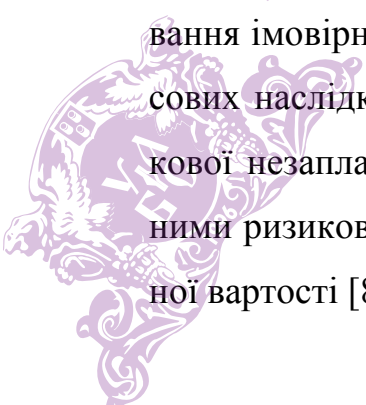 вання імовірн
сових наслідк
кової незапла
ними ризиков
ної вартості [8